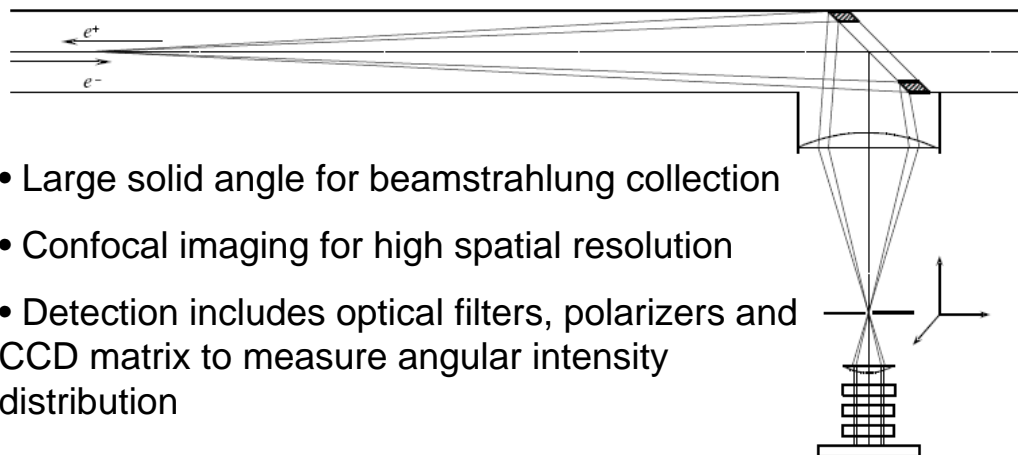 e⁺
e⁻
• Large solid angle for beamstrahlung collection
• Confocal imaging for high spatial resolution
• Detection includes optical filters, polarizers and
CCD matrix to measure angular intensity
distribution